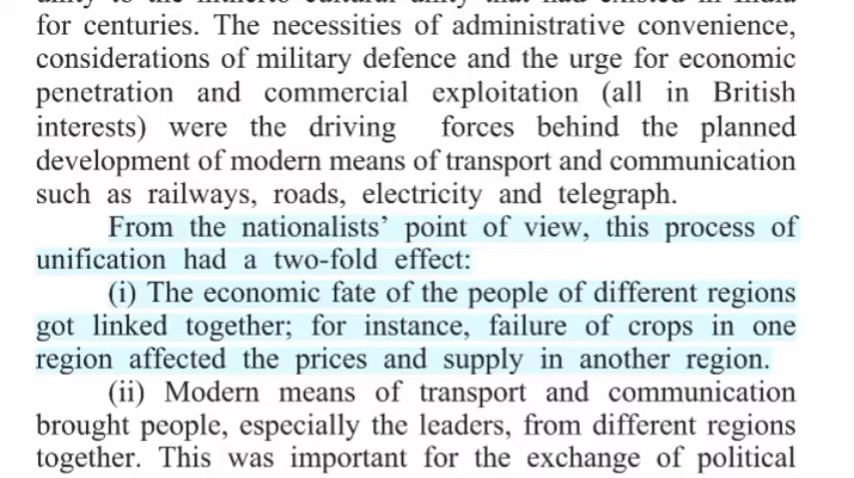 for centuries. The necessities of administrative convenience,
considerations of military defence and the urge for economic
penetration and commercial exploitation (all in British
interests) were the driving forces behind the planned
development of modern means of transport and communication
such as railways, roads, electricity and telegraph.
From the nationalists’ point of view, this process of
unification had a two-fold effect:
(i) The economic fate of the people of different regions
got linked together; for instance, failure of crops in one
region affected the prices and supply in another region.
(ii) Modern means of transport and communication
brought people, especially the leaders, from different regions
together. This was important for the exchange of political